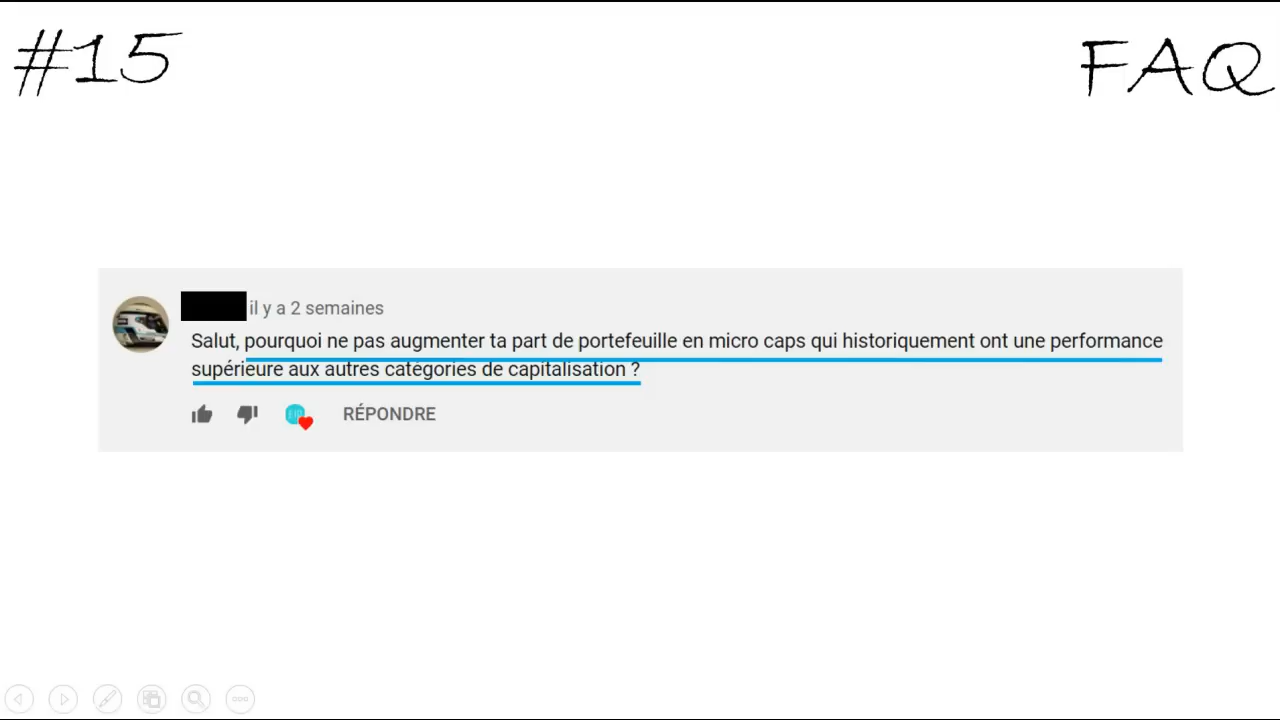 #15
FAQ
il y a 2 semaines
Salut, pourquoi ne pas augmenter ta part de portefeuille en micro caps qui historiquement ont une performance
supérieure aux autres catégories de capitalisation ?
RÉPONDRE